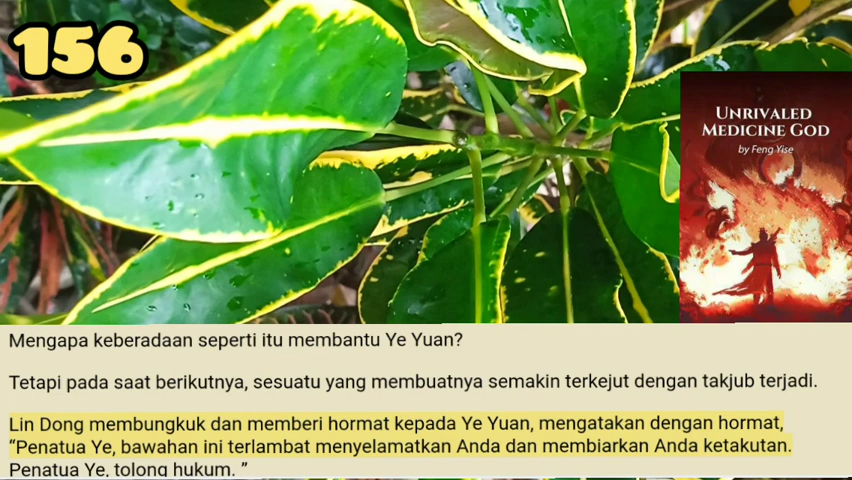 156
UNRIVALED
MEDICINE GOD
by Feng Yise
Mengapa keberadaan seperti itu membantu Ye Yuan?
Tetapi pada saat berikutnya, sesuatu yang membuatnya semakin terkejut dengan takjub terjadi.
Lin Dong membungkuk dan memberi hormat kepada Ye Yuan, mengatakan dengan hormat,
“Penatua Ye, bawahan ini terlambat menyelamatkan Anda dan membiarkan Anda ketakutan.
Penatua Ye, tolong hukum. ”